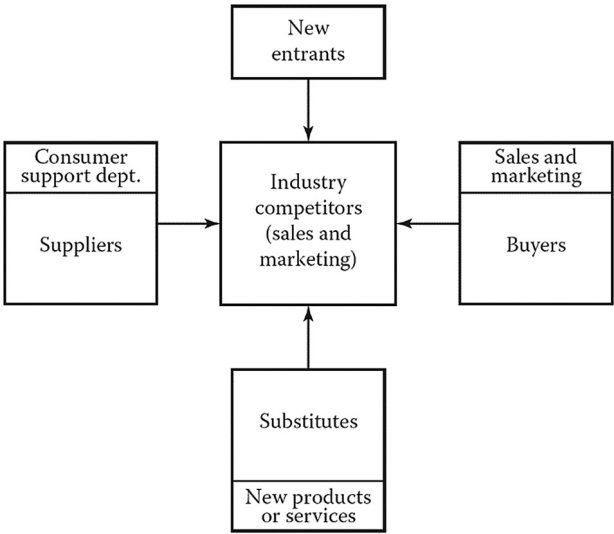 New
entrants
Consumer
support dept.
Suppliers
Industry
competitors
(sales and
marketing)
Sales and
marketing
Buyers
Substitutes
New products
or services